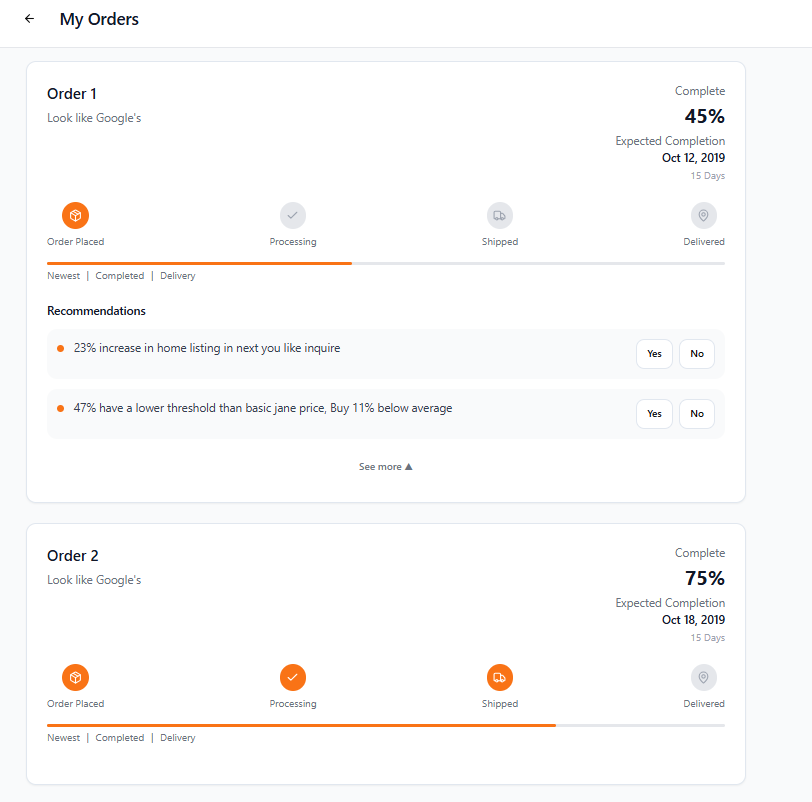 My Orders
Order 1
Look like Google's
Complete
45%
Expected Completion
Oct 12, 2019
15 Days
Order Placed
Processing
Shipped
Delivered
Newest | Completed | Delivery
Recommendations
23% increase in home listing in next you like inquire
Yes
No
47% have a lower threshold than basic jane price, Buy 11% below average
Yes
No
See more ▲
Order 2
Look like Google's
Complete
75%
Expected Completion
Oct 18, 2019
15 Days
Order Placed
Processing
Shipped
Delivered
Newest | Completed | Delivery